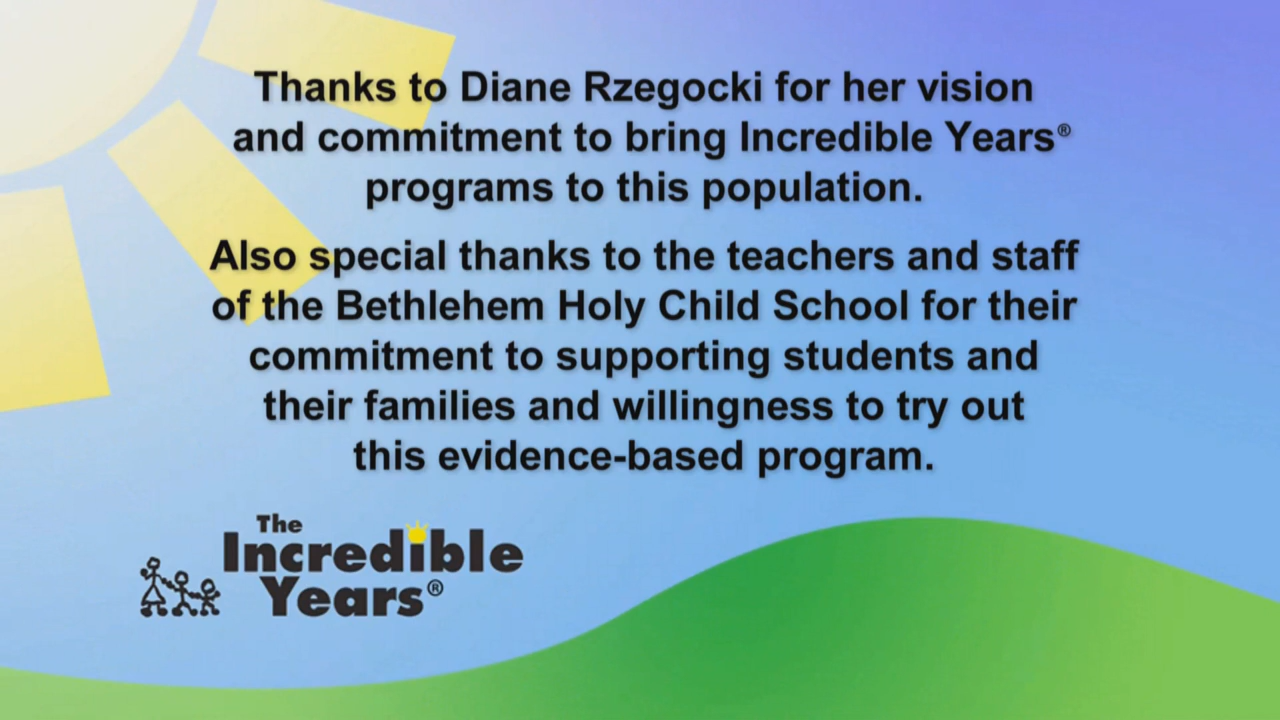 Thanks to Diane Rzegocki for her vision
and commitment to bring Incredible Years®
programs to this population.
Also special thanks to the teachers and staff
of the Bethlehem Holy Child School for their
commitment to supporting students and
their families and willingness to try out
this evidence-based program.
The
Incredible
Years®